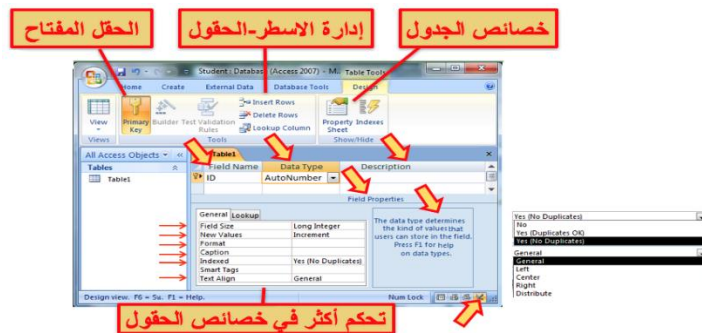 خصائص الجدول
إدارة الاسطر-الحقول
الحقل المفتاح
Student : Database (Access 2007) - M... Table Tools
Home Create External Data Database Tools Design
View
Primary Key
Builder
Test Validation Rules
Insert Rows
Delete Rows
Lookup Column
Property Sheet
Indexes
Views Tools Show/Hide
All Access Objects
Tables
Table1
Table1
Field Name Data Type Description
ID AutoNumber
Field Properties
General Lookup
Field Size Long Integer
New Values Increment
Format
Caption
Indexed Yes (No Duplicates)
Smart Tags
Text Align General
The data type determines
the kind of values that
users can store in the field.
Press F1 for help
on data types.
Design view. F6 = Sw. F1 = Help. Num Lock
تحكم أكثر في خصائص الحقول
Yes (No Duplicates)
No
Yes (Duplicates OK)
Yes (No Duplicates)
General
General
Left
Center
Right
Distribute